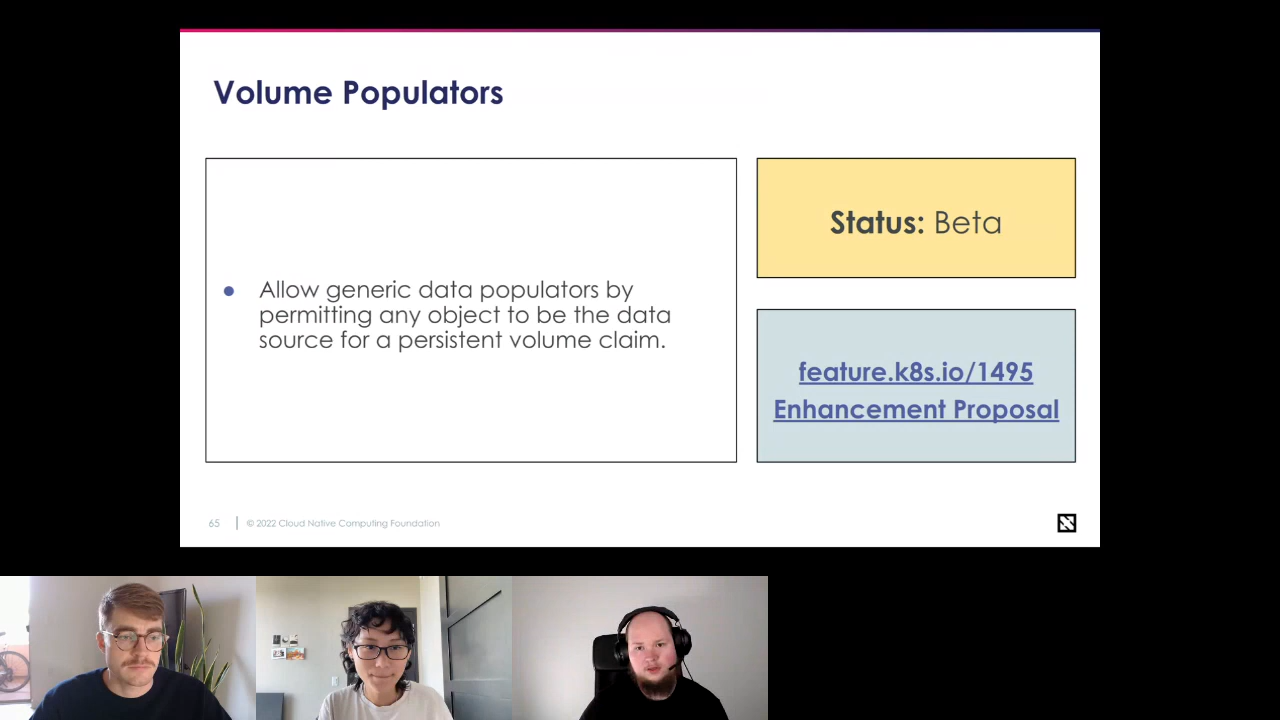 Volume Populators
● Allow generic data populators by
permitting any object to be the data
source for a persistent volume claim.
Status: Beta
feature.k8s.io/1495
Enhancement Proposal
65
© 2022 Cloud Native Computing Foundation